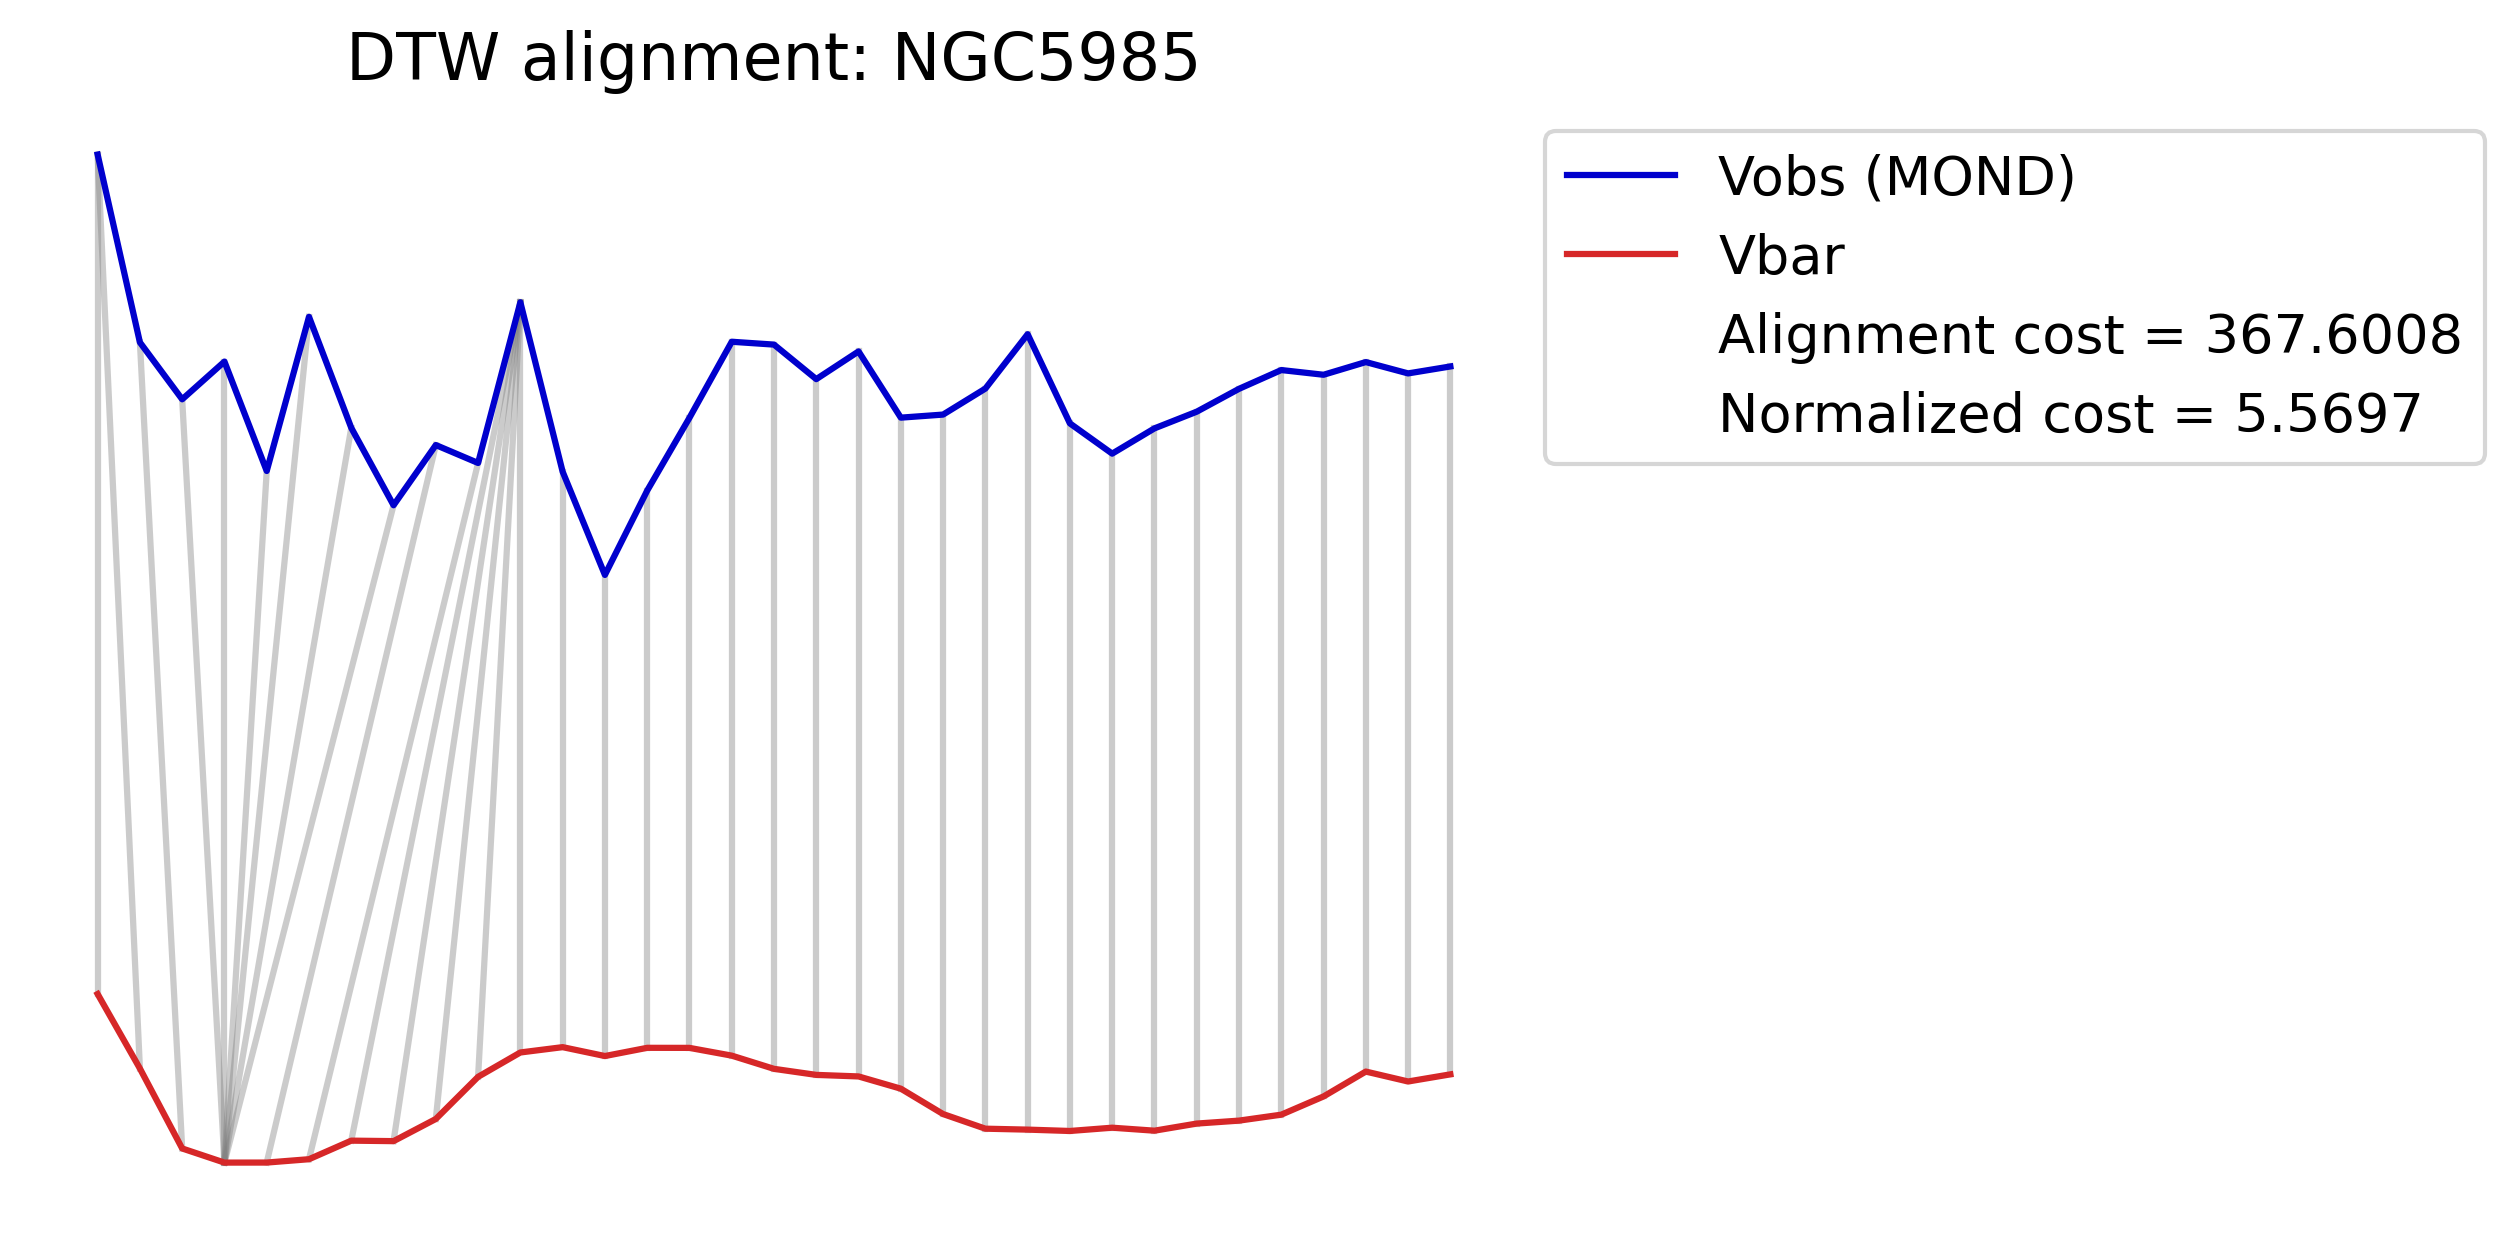 DTW alignment: NGC5985
Vobs (MOND)
Vbar
Alignment cost = 367.6008
Normalized cost = 5.5697